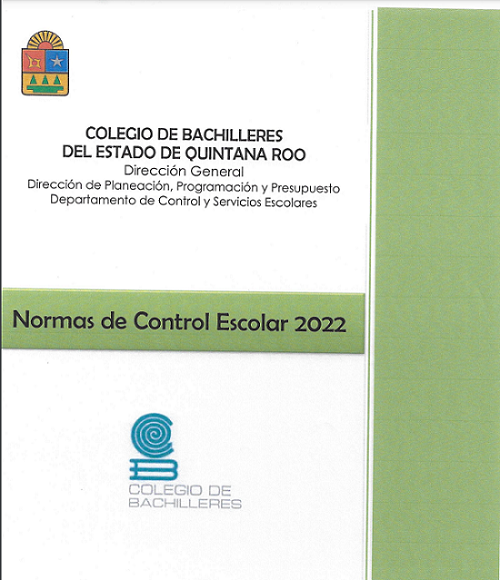 COLEGIO DE BACHILLERES
DEL ESTADO DE QUINTANA ROO
Dirección General
Dirección de Planeación, Programación y Presupuesto
Departamento de Control y Servicios Escolares
Normas de Control Escolar 2022
COLEGIO DE
BACHILLERES